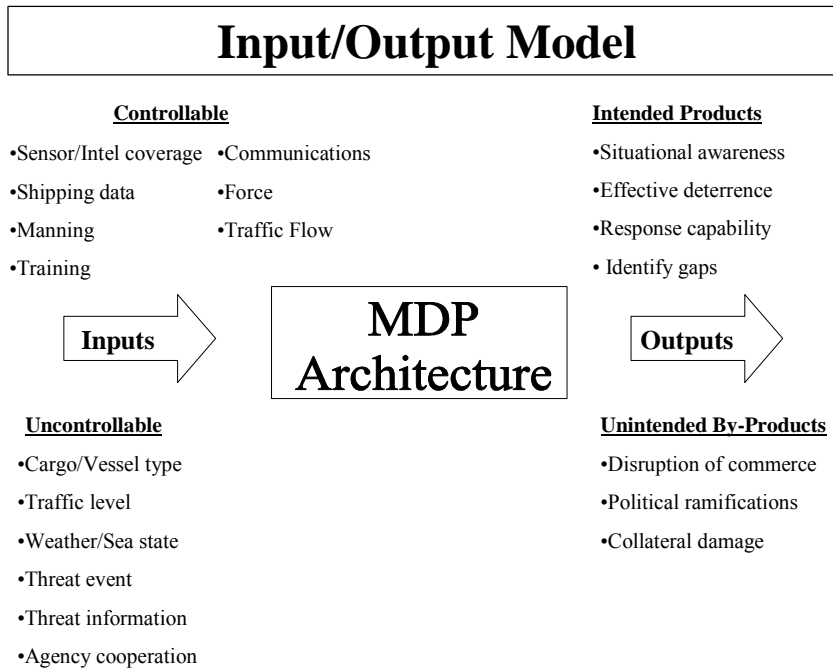 Input/Output Model
Controllable
•Sensor/Intel coverage •Communications
•Shipping data •Force
•Manning •Traffic Flow
•Training
Intended Products
•Situational awareness
•Effective deterrence
•Response capability
• Identify gaps
Inputs
MDP
Architecture
Outputs
Uncontrollable
•Cargo/Vessel type
•Traffic level
•Weather/Sea state
•Threat event
•Threat information
•Agency cooperation
Unintended By-Products
•Disruption of commerce
•Political ramifications
•Collateral damage